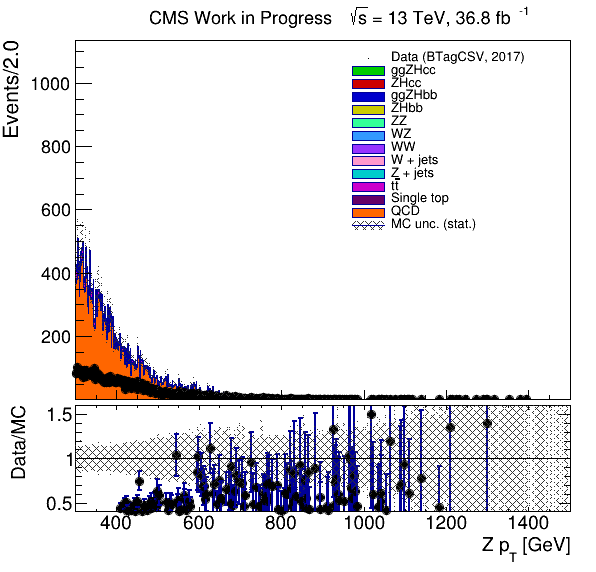 CMS Work in Progress √s = 13 TeV, 36.8 fb -1
Events/2.0
1000
800
600
400
200
Data (BTagCSV, 2017)
ggZHcc
ZHcc
ggZHbb
ZHbb
ZZ
WZ
WW
W + jets
Z + jets
tt̅
Single top
QCD
MC unc. (stat.)
Data/MC
1.5
1
0.5
400 600 800 1000 1200 1400
Z pT [GeV]